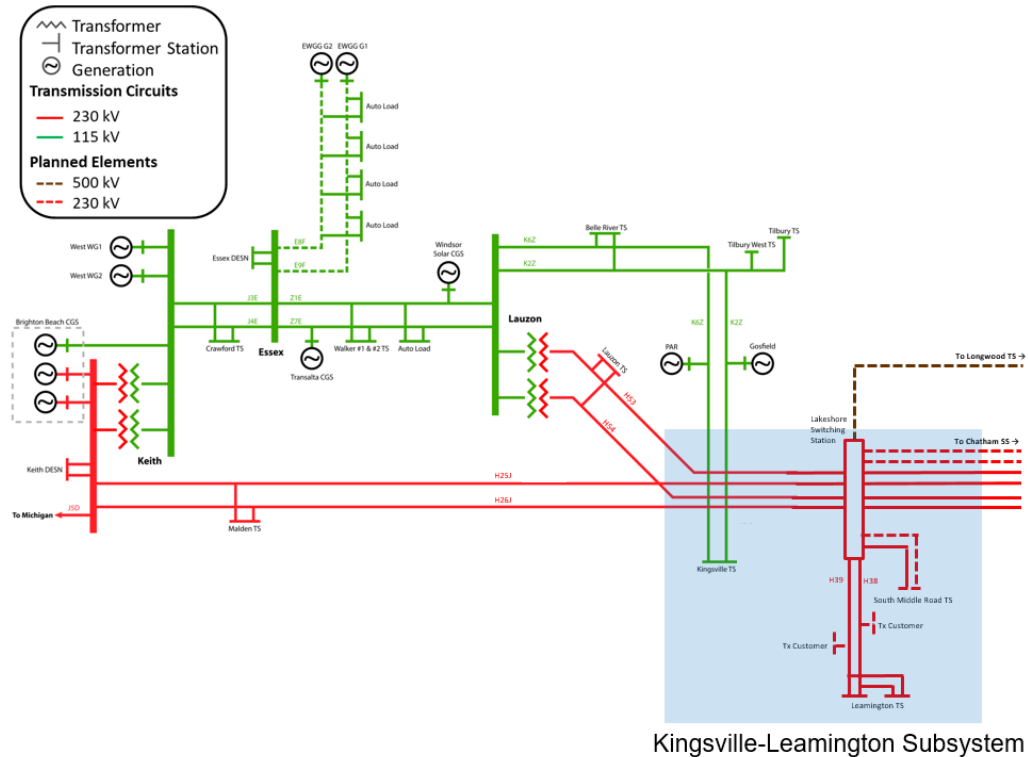 Transformer
Transformer Station
Generation
Transmission Circuits
230 kV
115 kV
Planned Elements
500 kV
230 kV
EWGG G2
EWGG G1
Auto Load
Auto Load
Auto Load
Auto Load
West WG1
West WG2
Essex DESN
E8F
E9F
Windsor
Solar CGS
K6Z
K2Z
Belle River TS
Tilbury West TS
Tilbury TS
J3E
Z1E
J4E
Z7E
Brighton Beach CGS
Crawford TS
Essex
Transalta CGS
Walker #1 & #2 TS
Auto Load
Lauzon
Lauzon TS
K6Z
K2Z
PAR
Gosfield
To Longwood TS →
H53
H54
Lakeshore
Switching
Station
To Chatham SS →
Keith
Keith DESN
H25J
H26J
J5D
To Michigan
Malden TS
Kingsville TS
H39
H38
South Middle Road TS
Tx Customer
Tx Customer
Leamington TS
Kingsville-Leamington Subsystem